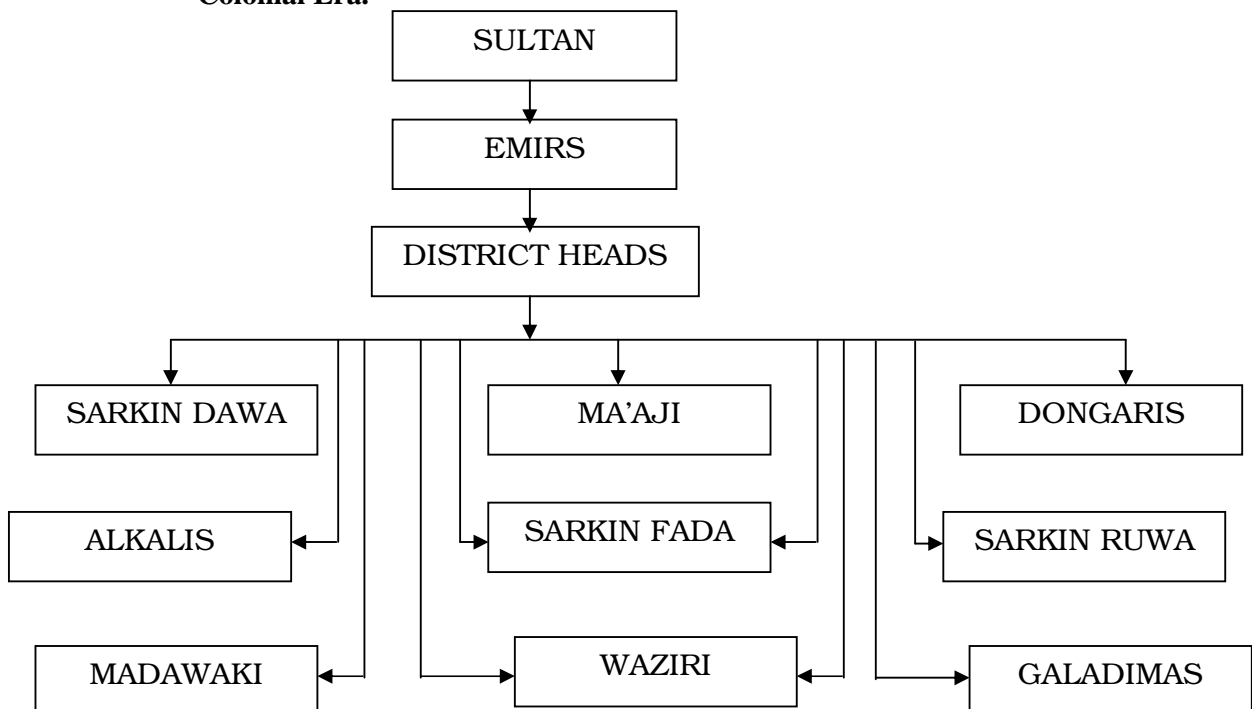 Colonial Era.
SULTAN
EMIRS
DISTRICT HEADS
SARKIN DAWA
MA'AJI
DONGARIS
ALKALIS
SARKIN FADA
SARKIN RUWA
MADAWAKI
WAZIRI
GALADIMAS